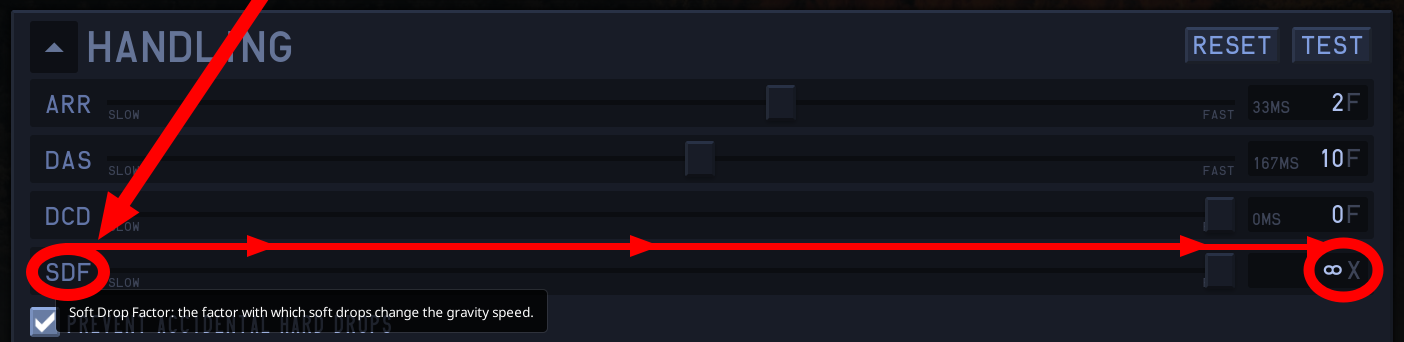 HANDLING
RESET TEST
ARR SLOW FAST 33MS 2F
DAS SLOW FAST 167MS 10F
DCD SLOW 0MS 0F
SDF SLOW ∞X
Soft Drop Factor: the factor with which soft drops change the gravity speed.
PREVENT ACCIDENTAL HARD DROPS